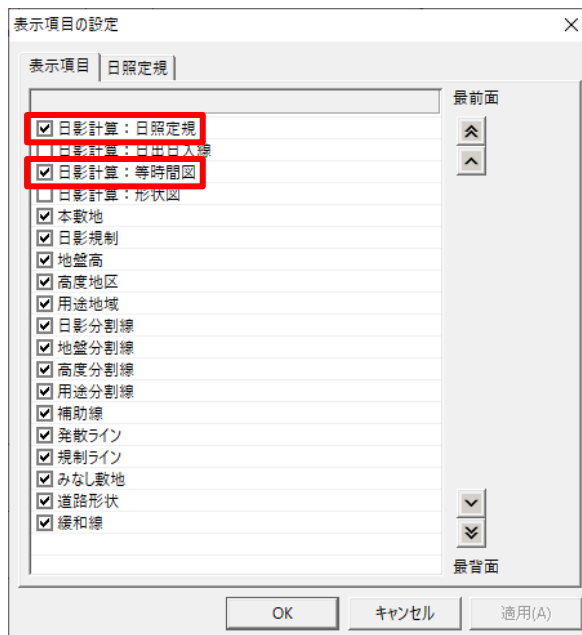 表示項目の設定
表示項目
日照定規
最前面
日影計算：日照定規
日影計算：日出日入線
日影計算：等時間図
日影計算：形状図
本敷地
日影規制
地盤高
高度地区
用途地域
日影分割線
地盤分割線
高度分割線
用途分割線
補助線
発散ライン
規制ライン
みなし敷地
道路形状
緩和線
最背面
OK
キャンセル
適用(A)